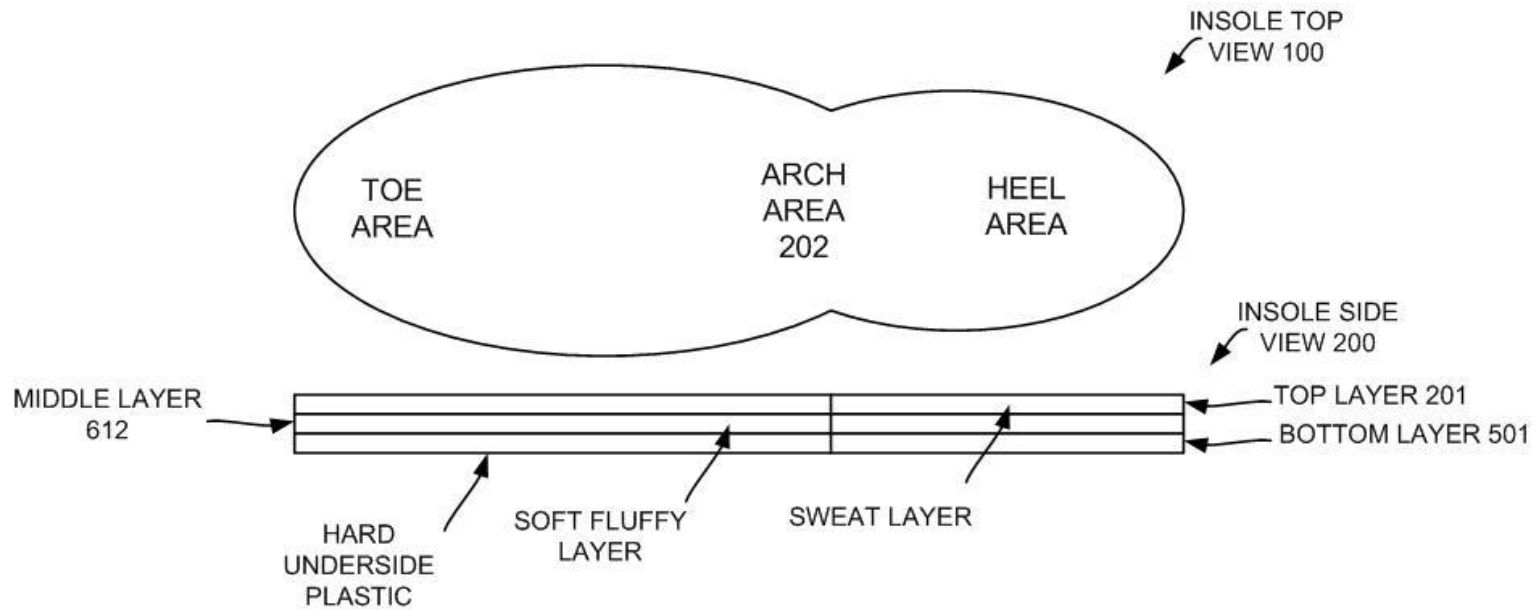 INSOLE TOP
VIEW 100
TOE
AREA
ARCH
AREA
202
HEEL
AREA
INSOLE SIDE
VIEW 200
MIDDLE LAYER
612
TOP LAYER 201
BOTTOM LAYER 501
HARD
UNDERSIDE
PLASTIC
SOFT FLUFFY
LAYER
SWEAT LAYER